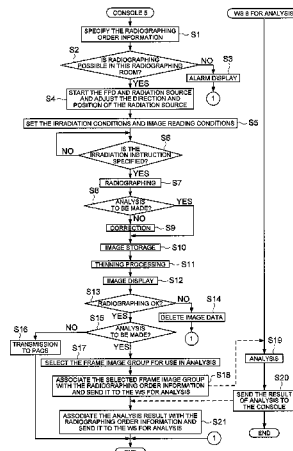 CONSOLE 5
WS 6 FOR ANALYSIS
SPECIFY THE RADIOGRAPHING
ORDER INFORMATION
S1
S2
IS RADIOGRAPHING
POSSIBLE IN THIS RADIOGRAPHING
ROOM?
NO
S3
ALARM DISPLAY
1
YES
S4
START THE FPD AND RADIATION SOURCE
AND ADJUST THE DIRECTION AND
POSITION OF THE RADIATION SOURCE
SET THE IRRADIATION CONDITIONS AND IMAGE READING CONDITIONS
S5
S6
IS THE
IRRADIATION INSTRUCTION
SPECIFIED?
NO
YES
RADIOGRAPHING
S7
S8
ANALYSIS
TO BE MADE?
YES
NO
CORRECTION
S9
IMAGE STORAGE
S10
THINNING PROCESSING
S11
IMAGE DISPLAY
S12
S13
RADIOGRAPHING OK?
NO
S14
DELETE IMAGE DATA
1
YES
S15
ANALYSIS
TO BE MADE?
NO
S16
TRANSMISSION
TO PACS
YES
S17
SELECT THE FRAME IMAGE GROUP FOR USE IN ANALYSIS
S18
ASSOCIATE THE SELECTED FRAME IMAGE GROUP
WITH THE RADIOGRAPHING ORDER INFORMATION
AND SEND IT TO THE WS FOR ANALYSIS
S19
ANALYSIS
S20
SEND THE RESULT
OF ANALYSIS TO
THE CONSOLE
END
ASSOCIATE THE ANALYSIS RESULT WITH THE
RADIOGRAPHING ORDER INFORMATION AND
SEND IT TO THE WS FOR ANALYSIS
S21
1
END